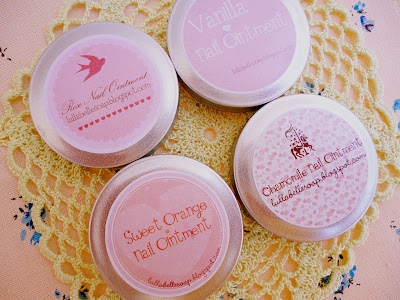 Rose Nail Ointment
lullabellesoap.blogspot.com
Vanilla
Nail Ointment
lullabellesoap.blogspot.com
Chamomile Nail Ointment
lullabellesoap.blogspot.com
Sweet Orange
Nail Ointment
lullabellesoap.blogspot.com